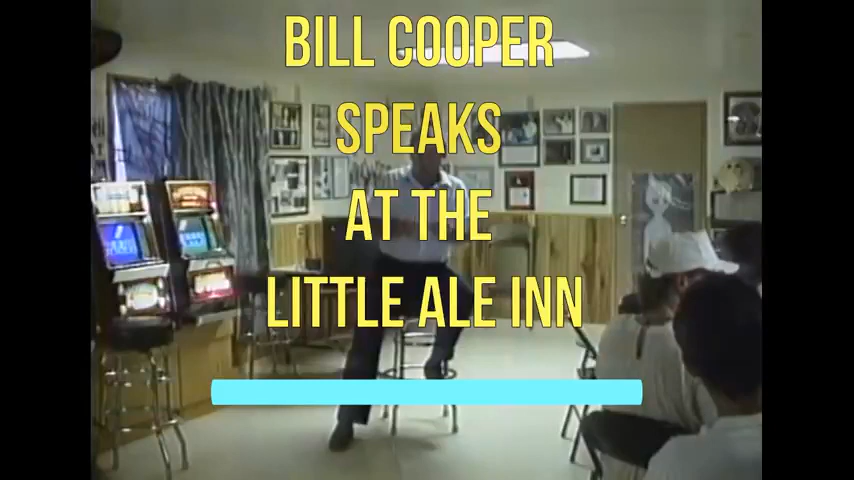 BILL COOPER
SPEAKS
AT THE
LITTLE ALE INN